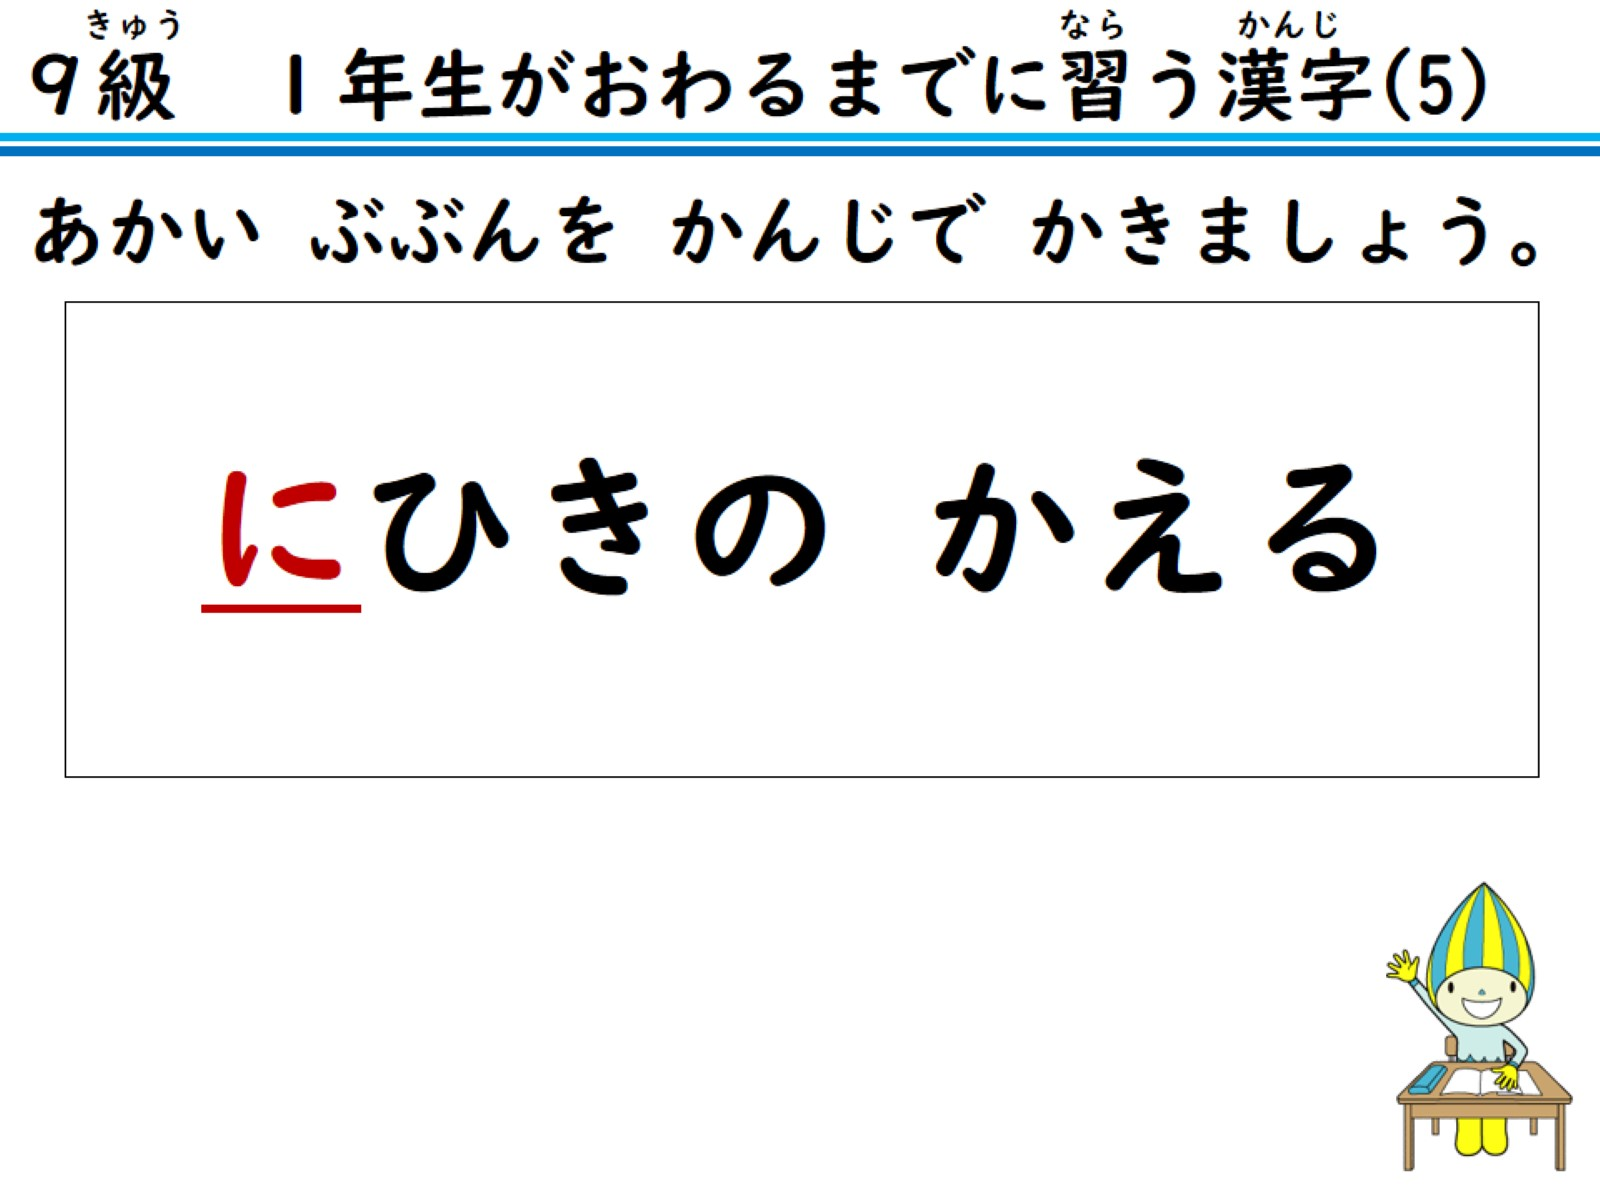 きゅう なら かんじ
9級 1年生がおわるまでに習う漢字(5)
あかい ぶぶんを かんじで かきましょう。
にひきの かえる